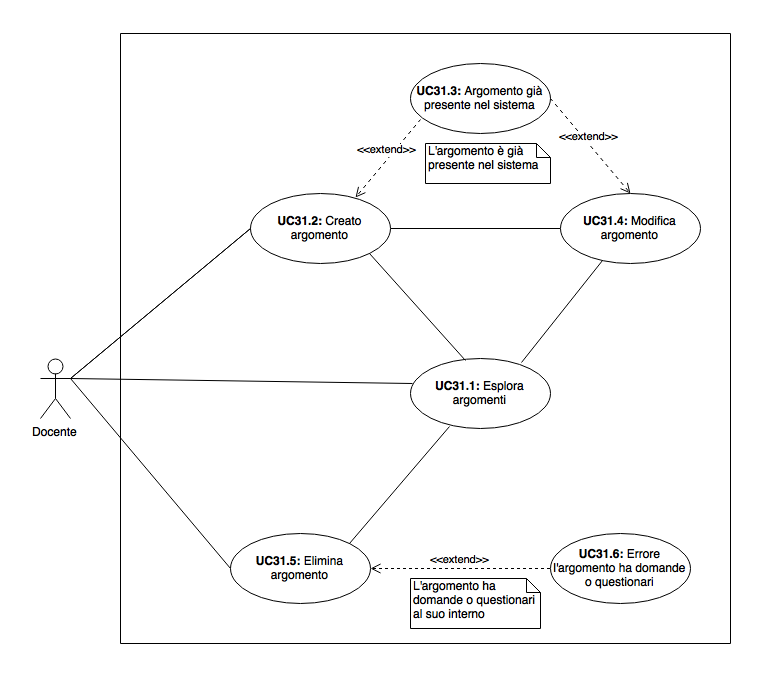 UC31.3: Argomento già
presente nel sistema
<<extend>>
<<extend>>
L'argomento è già
presente nel sistema
UC31.2: Creato
argomento
UC31.4: Modifica
argomento
UC31.1: Esplora
argomenti
Docente
UC31.5: Elimina
argomento
<<extend>>
UC31.6: Errore
l'argomento ha domande
o questionari
L'argomento ha
domande o questionari
al suo interno